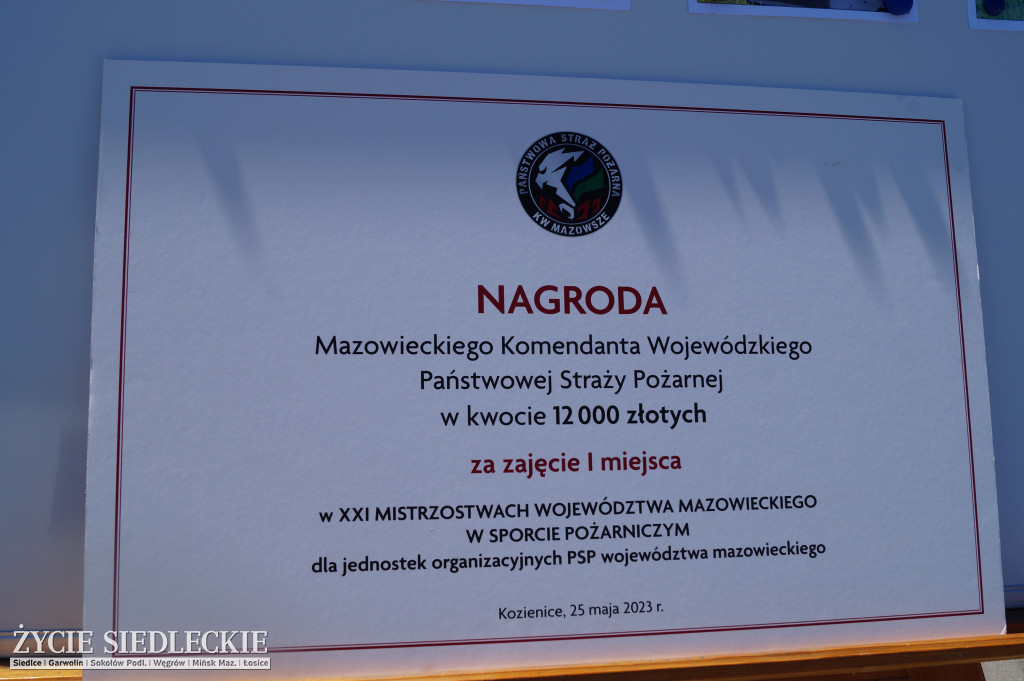 PAŃSTWOWA STRAŻ POŻARNA
KW MAZOWSZE
NAGRODA
Mazowieckiego Komendanta Wojewódzkiego
Państwowej Straży Pożarnej
w kwocie 12 000 złotych
za zajęcie I miejsca
w XXI MISTRZOSTWACH WOJEWÓDZTWA MAZOWIECKIEGO
W SPORCIE POŻARNICZYM
dla jednostek organizacyjnych PSP województwa mazowieckiego
Kozienice, 25 maja 2023 r.
ŻYCIE SIEDLECKIE
Siedlce | Garwolin | Sokołów Podl. | Węgrów | Mińsk Maz. | Łosice